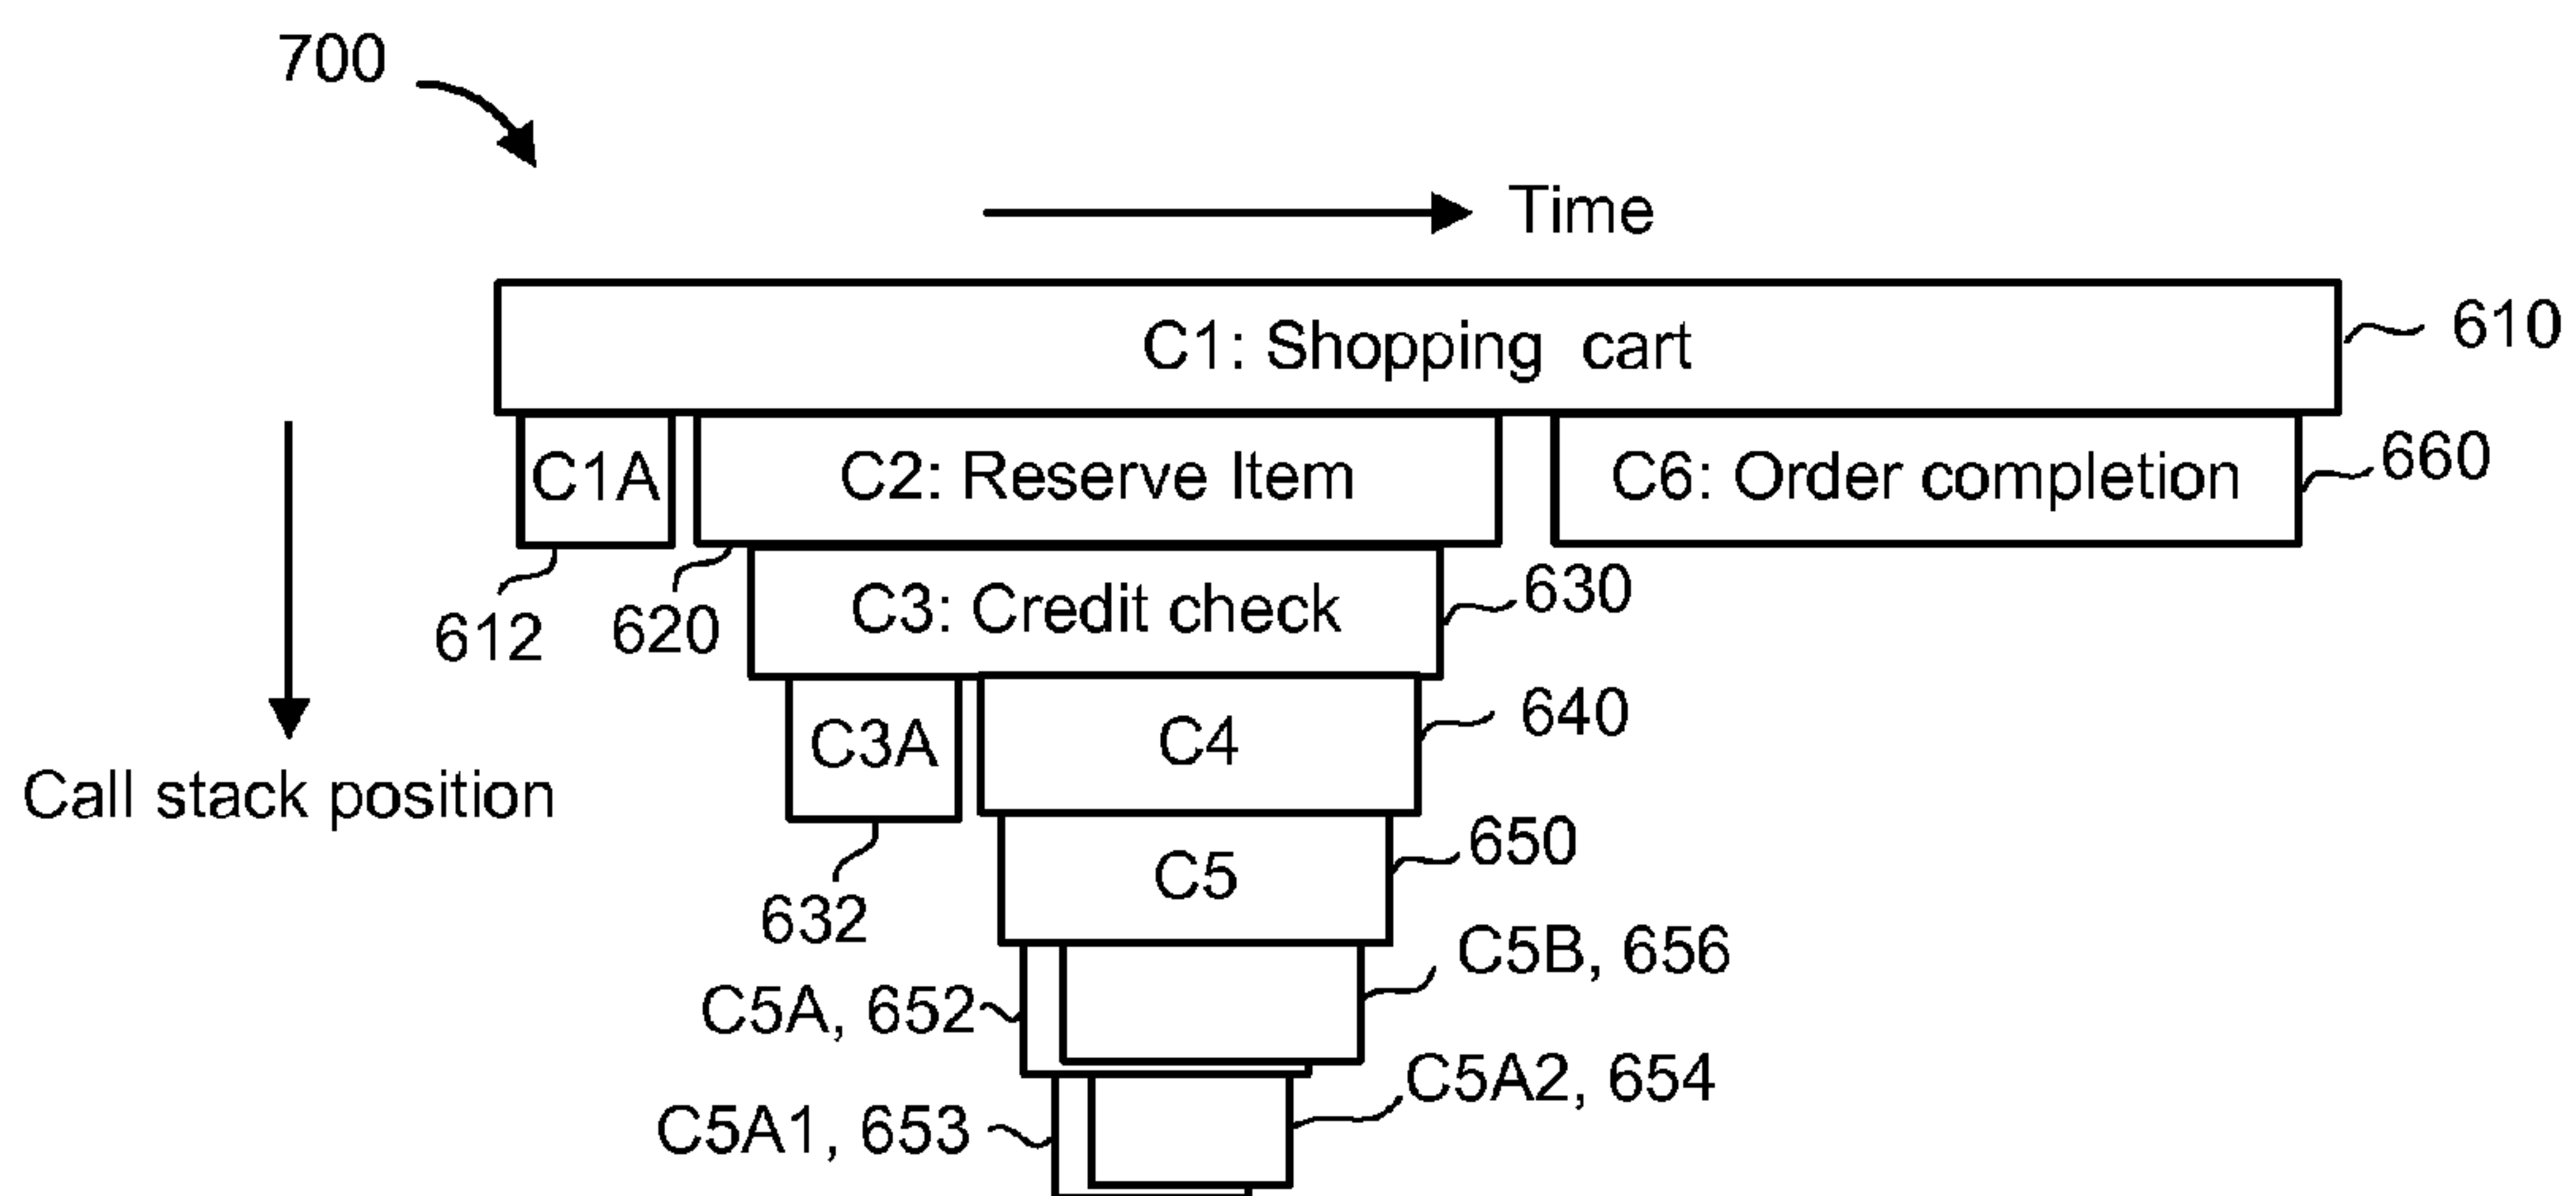 700
Time
C1: Shopping cart
610
C1A
C2: Reserve Item
C6: Order completion
660
612
620
C3: Credit check
630
C3A
C4
640
Call stack position
632
C5
650
C5B, 656
C5A, 652
C5A2, 654
C5A1, 653